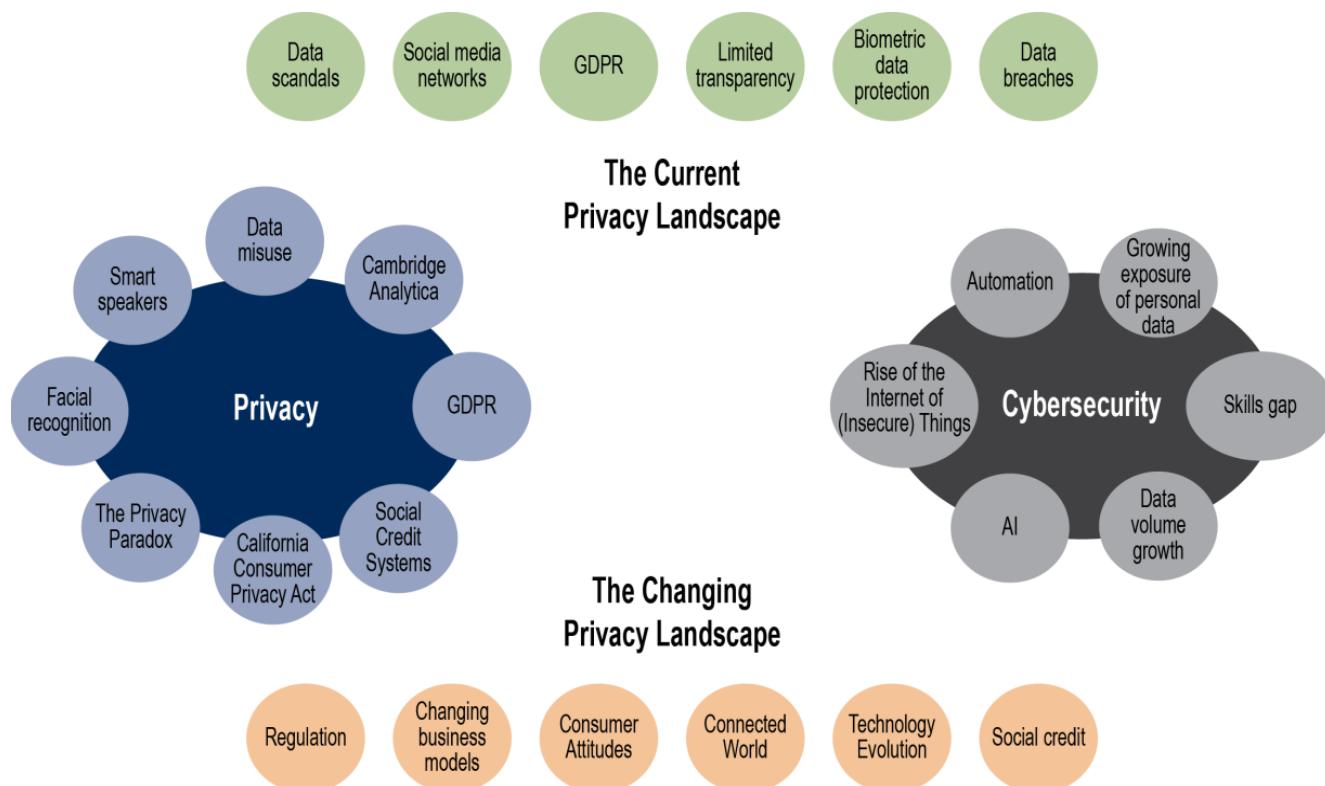 Data
scandals
Social media
networks
GDPR
Limited
transparency
Biometric
data
protection
Data
breaches
The Current
Privacy Landscape
Data
misuse
Cambridge
Analytica
Smart
speakers
GDPR
Facial
recognition
Privacy
The Privacy
Paradox
California
Consumer
Privacy Act
Social
Credit
Systems
Automation
Growing
exposure
of personal
data
Rise of the
Internet of
(Insecure) Things
Cybersecurity
Skills gap
AI
Data
volume
growth
The Changing
Privacy Landscape
Regulation
Changing
business
models
Consumer
Attitudes
Connected
World
Technology
Evolution
Social credit